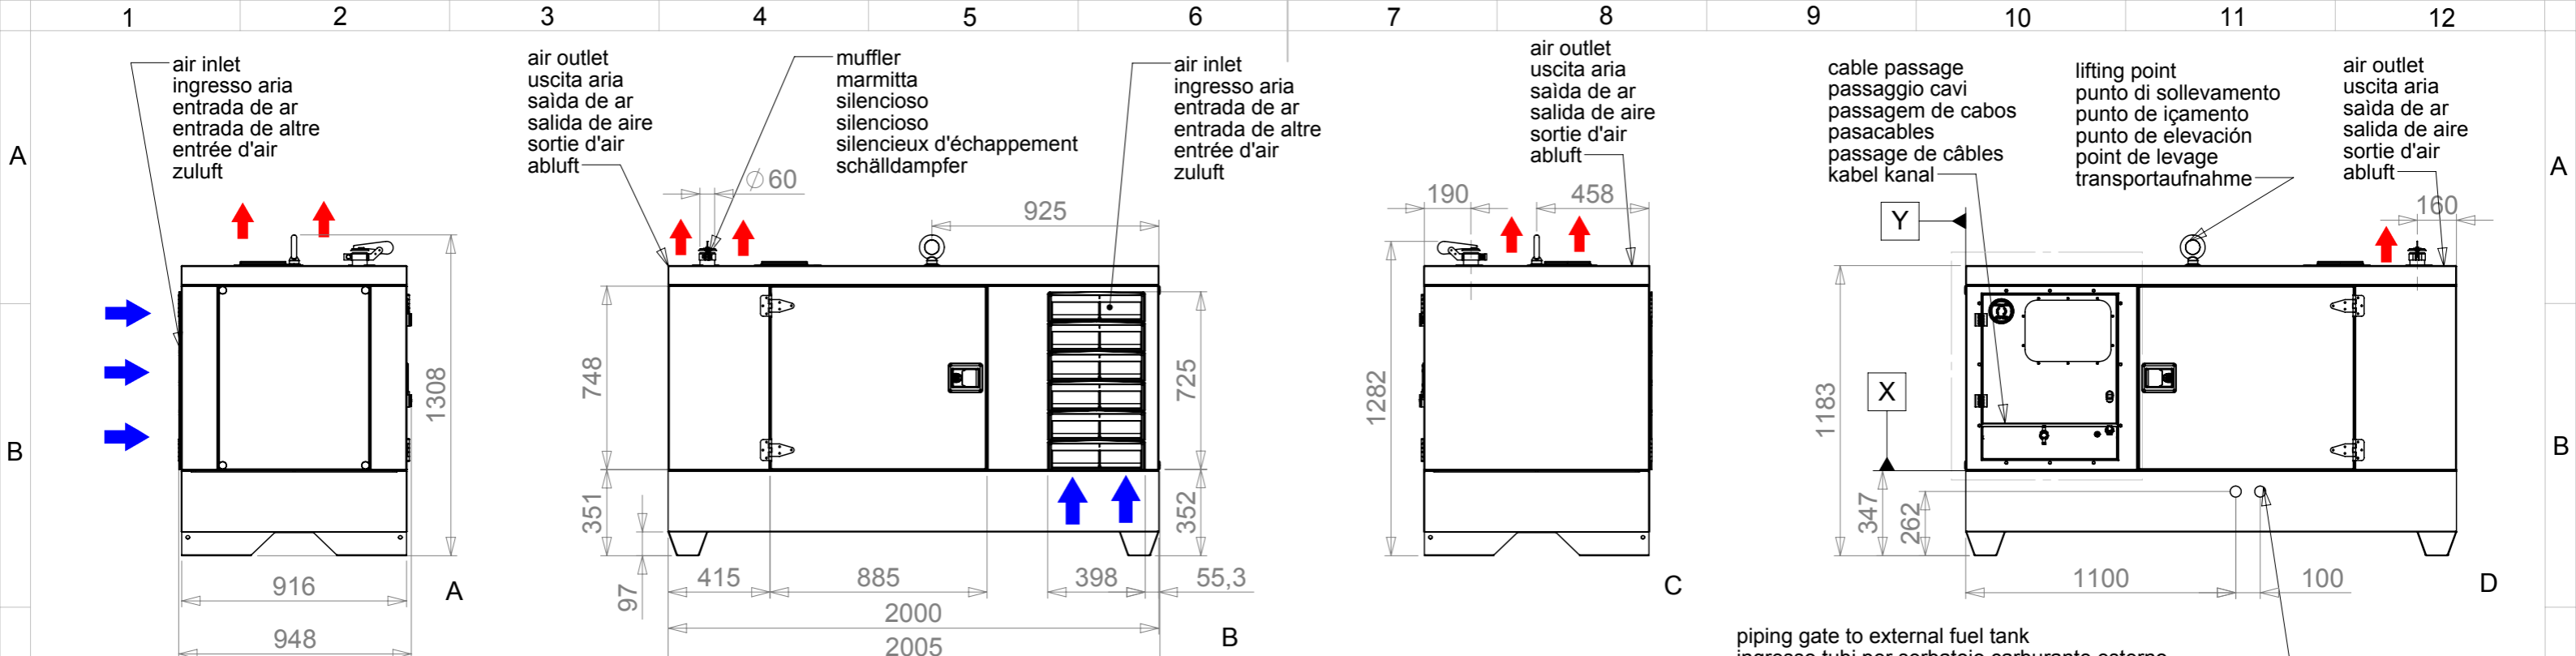 1 2 3 4 5 6 7 8 9 10 11 12
A
B
A
B
air inlet
ingresso aria
entrada de ar
entrada de altre
entrée d'air
zuluft
1308
916
948
A
air outlet
uscita aria
saìda de ar
salida de aire
sortie d'air
abluft
muffler
marmitta
silencioso
silencioso
silencieux d'échappement
schälldampfer
air inlet
ingresso aria
entrada de ar
entrada de altre
entrée d'air
zuluft
∅ 60
925
748
725
351
352
97
415
885
398
55,3
2000
2005
B
air outlet
uscita aria
saìda de ar
salida de aire
sortie d'air
abluft
190
458
1282
C
cable passage
passaggio cavi
passagem de cabos
pasacables
passage de câbles
kabel kanal
lifting point
punto di sollevamento
punto de içamento
punto de elevación
point de levage
transportaufnahme
air outlet
uscita aria
saìda de ar
salida de aire
sortie d'air
abluft
160
Y
X
1183
347
262
1100
100
D
piping gate to external fuel tank
ingresso tubi per serbatoio carburante esterno